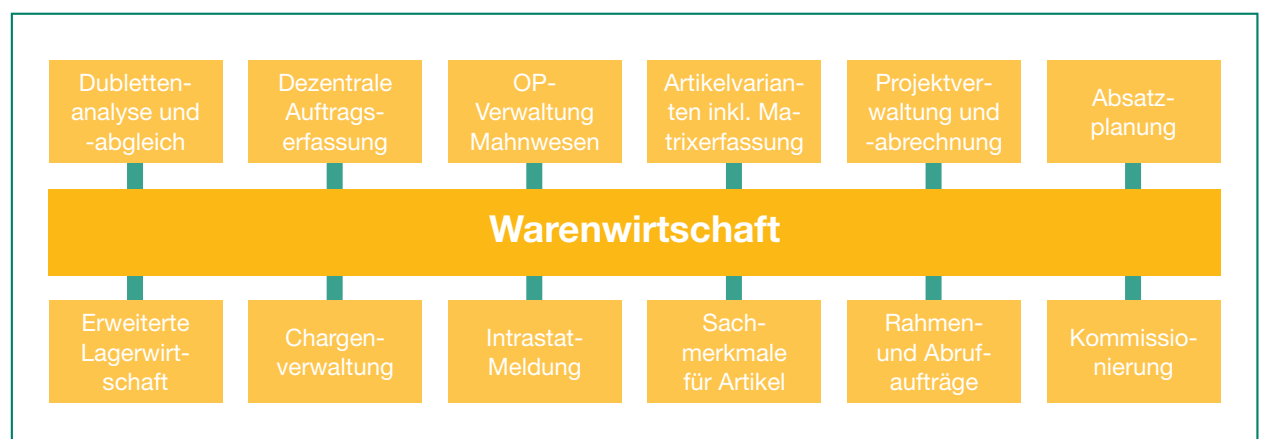 Dubletten-
analyse und
-abgleich
Dezentrale
Auftrags-
erfassung
OP-
Verwaltung
Mahnwesen
Artikelvarian-
ten inkl. Ma-
trixerfassung
Projektver-
waltung und
-abrechnung
Absatz-
planung
Warenwirtschaft
Erweiterte
Lagerwirt-
schaft
Chargen-
verwaltung
Intrastat-
Meldung
Sach-
merkmale
für Artikel
Rahmen-
und Abruf-
aufträge
Kommissio-
nierung